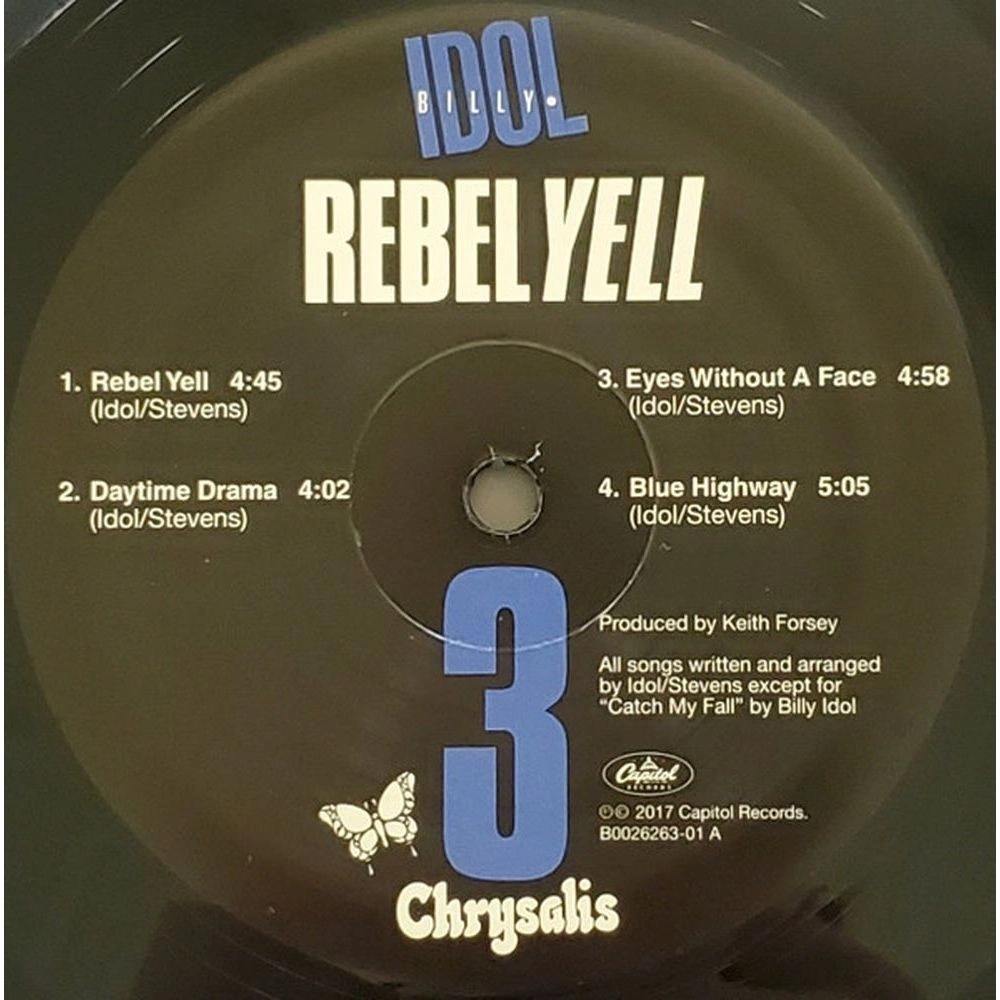 IDOL
BILLY•
REBEL YELL
1. Rebel Yell 4:45
(Idol/Stevens)
2. Daytime Drama 4:02
(Idol/Stevens)
3. Eyes Without A Face 4:58
(Idol/Stevens)
4. Blue Highway 5:05
(Idol/Stevens)
3
Produced by Keith Forsey
All songs written and arranged
by Idol/Stevens except for
“Catch My Fall” by Billy Idol
Capitol
RECORDS
℗© 2017 Capitol Records.
B0026263-01 A
Chrysalis